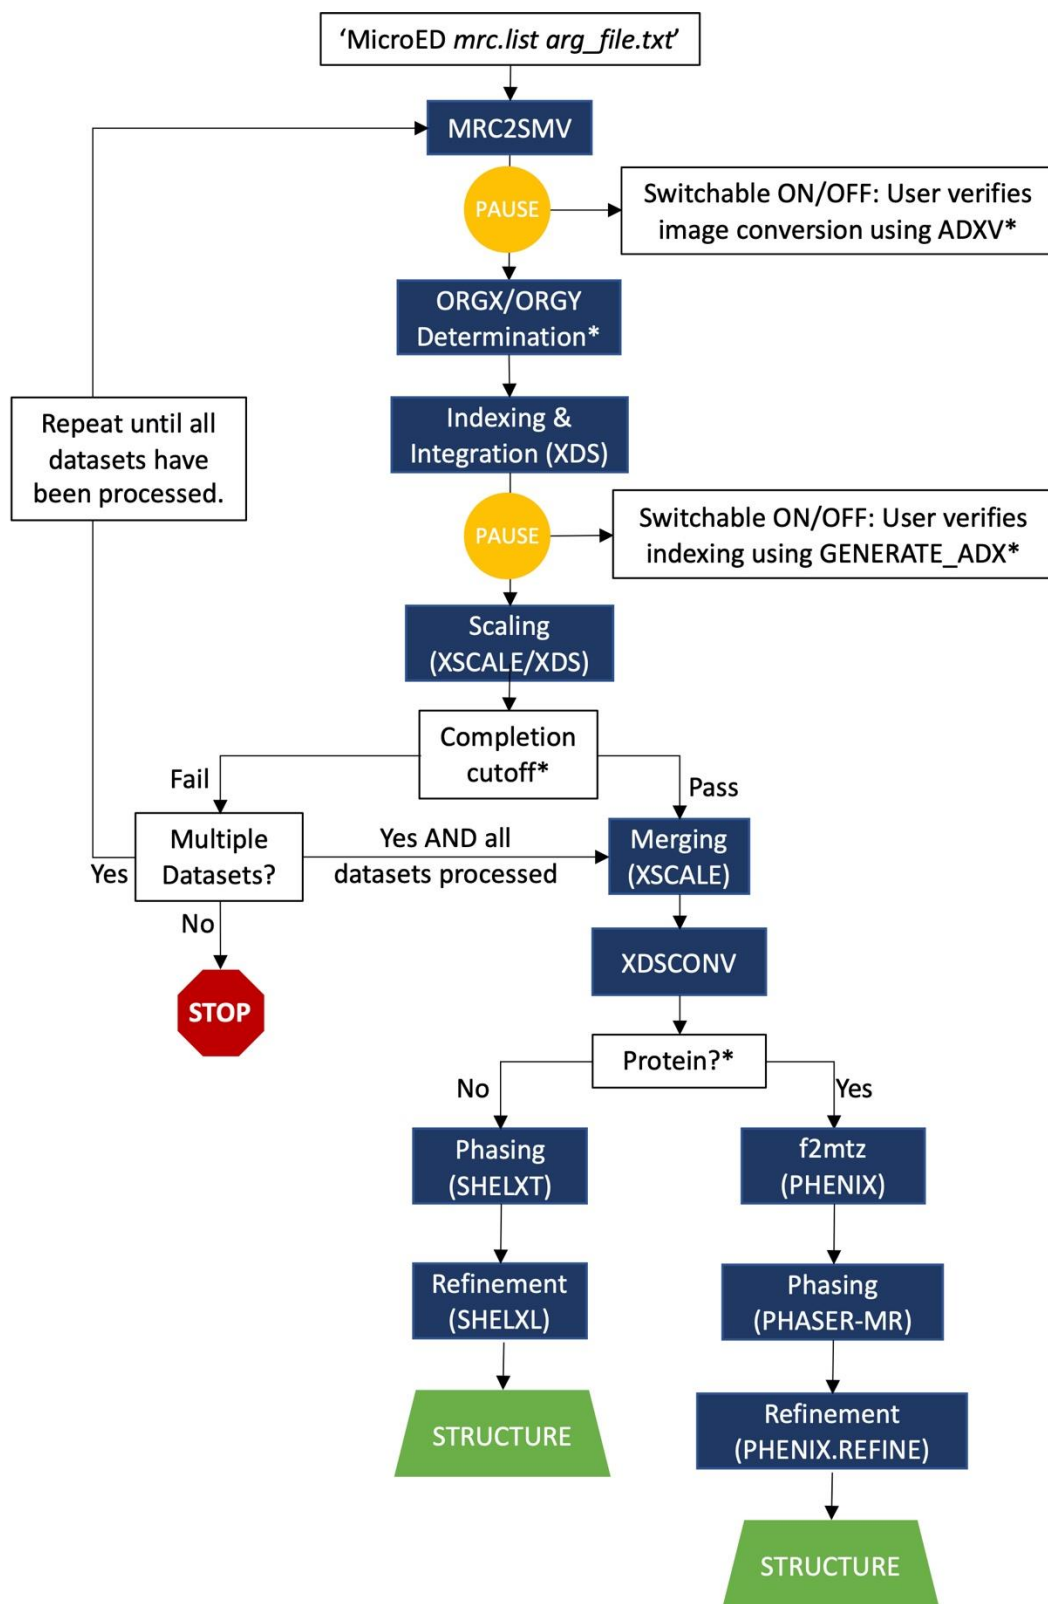 ‘MicroED mrc.list arg_file.txt’
MRC2SMV
PAUSE
Switchable ON/OFF: User verifies
image conversion using ADXV*
ORGX/ORGY
Determination*
Repeat until all
datasets have
been processed.
Indexing &
Integration (XDS)
PAUSE
Switchable ON/OFF: User verifies
indexing using GENERATE_ADX*
Scaling
(XSCALE/XDS)
Completion
cutoff*
Fail
Pass
Multiple
Datasets?
Yes
Yes AND all
datasets processed
Merging
(XSCALE)
No
STOP
XDSCONV
Protein?*
No
Yes
Phasing
(SHELXT)
f2mtz
(PHENIX)
Refinement
(SHELXL)
Phasing
(PHASER-MR)
STRUCTURE
Refinement
(PHENIX.REFINE)
STRUCTURE